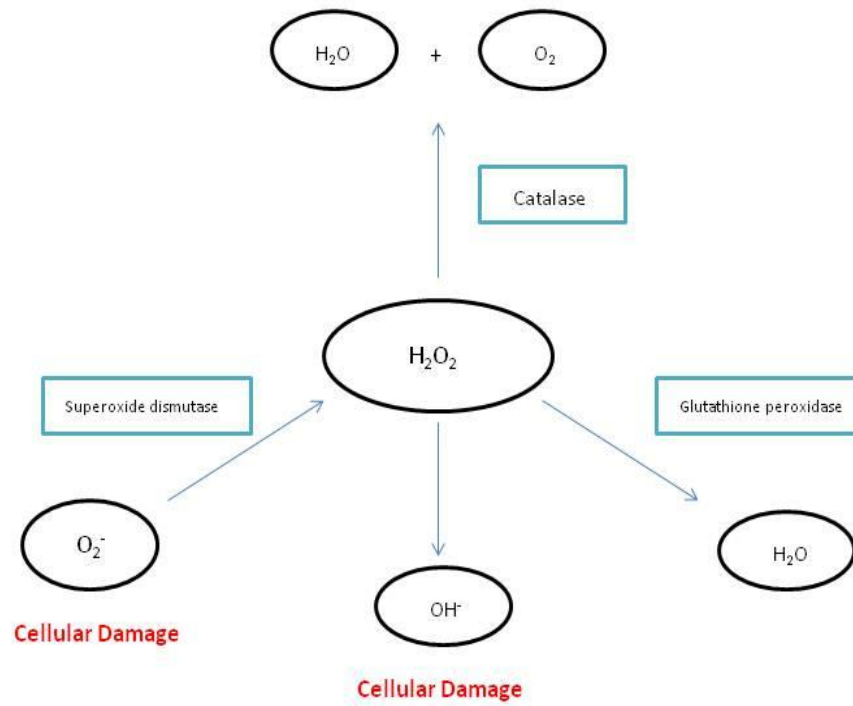 H₂O + O₂
Catalase
H₂O₂
Superoxide dismutase
Glutathione peroxidase
O₂⁻
H₂O
OH⁻
Cellular Damage
Cellular Damage